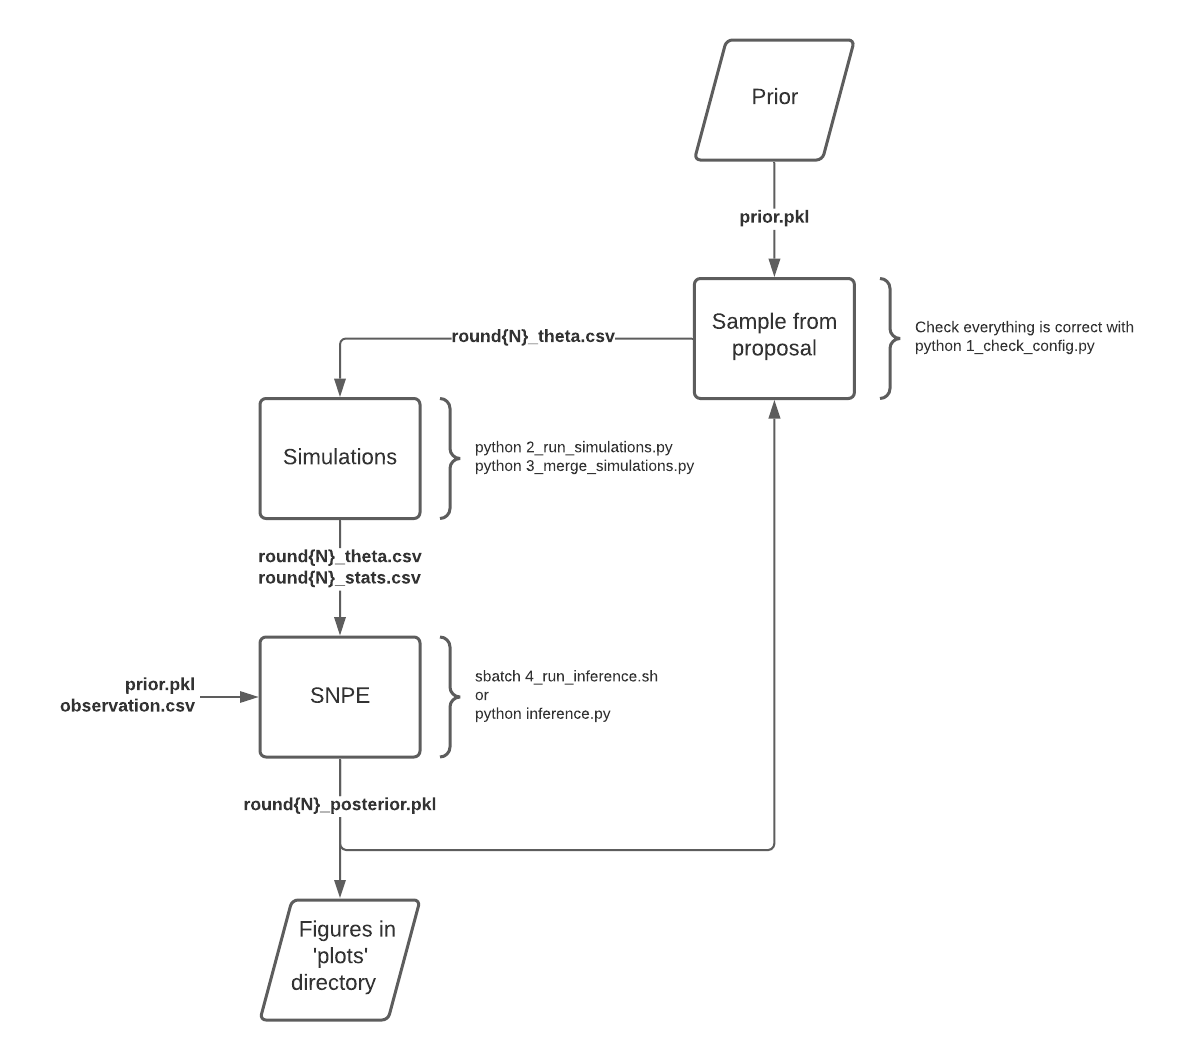 Prior
prior.pkl
Sample from
proposal
Check everything is correct with
python 1_check_config.py
round{N}_theta.csv
Simulations
python 2_run_simulations.py
python 3_merge_simulations.py
round{N}_theta.csv
round{N}_stats.csv
prior.pkl
observation.csv
SNPE
sbatch 4_run_inference.sh
or
python inference.py
round{N}_posterior.pkl
Figures in
'plots'
directory